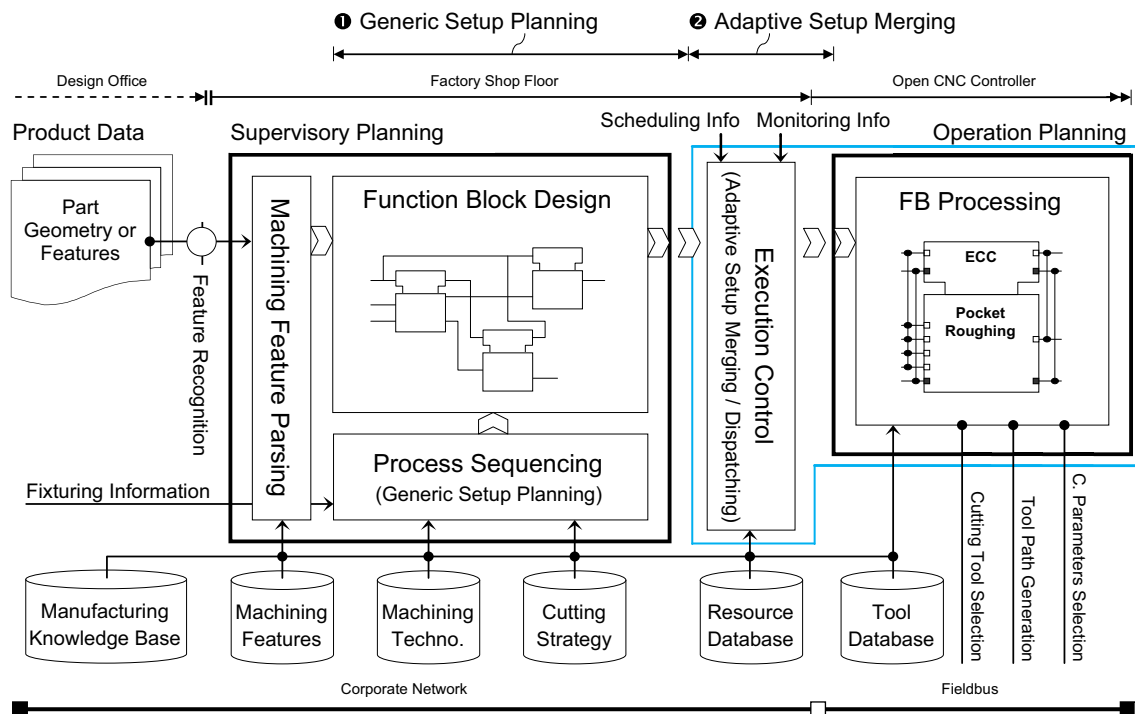 ❶ Generic Setup Planning
❷ Adaptive Setup Merging
Design Office
Factory Shop Floor
Open CNC Controller
Product Data
Supervisory Planning
Scheduling Info
Monitoring Info
Operation Planning
Part
Geometry or
Features
Feature Recognition
Machining Feature Parsing
Function Block Design
Process Sequencing
(Generic Setup Planning)
Execution Control
(Adaptive Setup Merging / Dispatching)
FB Processing
ECC
Pocket
Roughing
Fixturing Information
Cutting Tool Selection
Tool Path Generation
C. Parameters Selection
Manufacturing
Knowledge Base
Machining
Features
Machining
Techno.
Cutting
Strategy
Resource
Database
Tool
Database
Corporate Network
Fieldbus